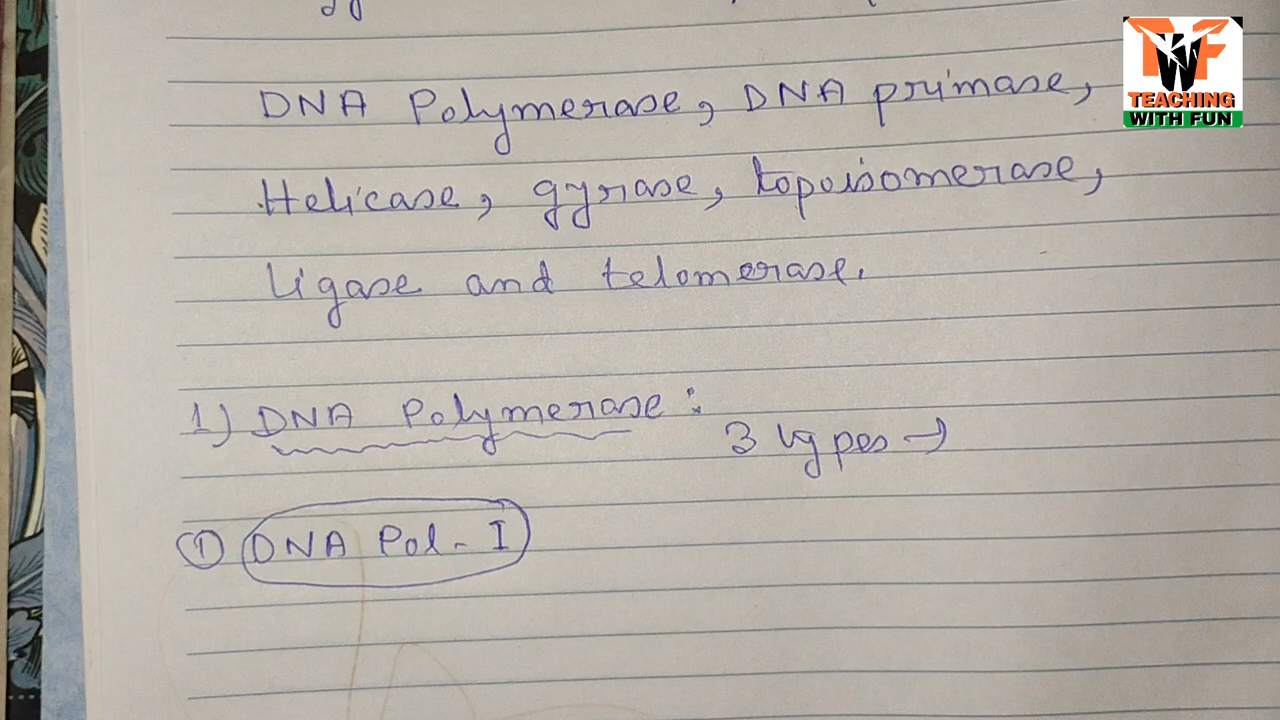 DNA Polymerase, DNA primase,
Helicase, gyrase, topoisomerase,
ligase and telomerase.
1) DNA Polymerase:
3 types →
① DNA Pol-I
TWF
TEACHING
WITH FUN